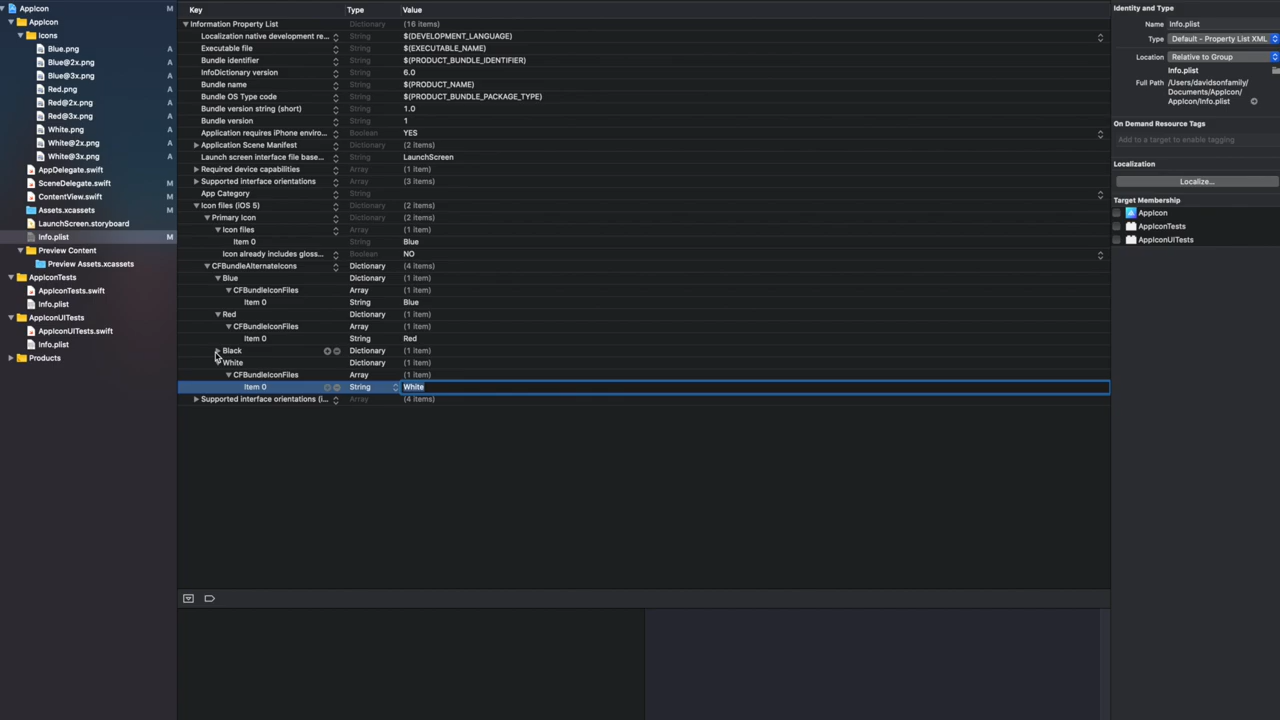 AppIcon M
AppIcon
Icons
Blue.png A
Blue@2x.png A
Blue@3x.png A
Red.png A
Red@2x.png A
Red@3x.png A
White.png A
White@2x.png A
White@3x.png A
AppDelegate.swift
SceneDelegate.swift M
ContentView.swift M
Assets.xcassets M
LaunchScreen.storyboard
Info.plist M
Preview Content
Preview Assets.xcassets
AppIconTests
AppIconTests.swift
Info.plist
AppIconUITests
AppIconUITests.swift
Info.plist
Products
Key Type Value
Information Property List Dictionary (16 items)
Localization native development re... String $(DEVELOPMENT_LANGUAGE)
Executable file String $(EXECUTABLE_NAME)
Bundle identifier String $(PRODUCT_BUNDLE_IDENTIFIER)
InfoDictionary version String 6.0
Bundle name String $(PRODUCT_NAME)
Bundle OS Type code String $(PRODUCT_BUNDLE_PACKAGE_TYPE)
Bundle version string (short) String 1.0
Bundle version String 1
Application requires iPhone enviro... Boolean YES
Application Scene Manifest Dictionary (2 items)
Launch screen interface file base... String LaunchScreen
Required device capabilities Array (1 item)
Supported interface orientations Array (3 items)
App Category String
Icon files (iOS 5) Dictionary (2 items)
Primary Icon Dictionary (2 items)
Icon files Array (1 item)
Item 0 String Blue
Icon already includes gloss... Boolean NO
CFBundleAlternateIcons Dictionary (4 items)
Blue Dictionary (1 item)
CFBundleIconFiles Array (1 item)
Item 0 String Blue
Red Dictionary (1 item)
CFBundleIconFiles Array (1 item)
Item 0 String Red
Black Dictionary (1 item)
White Dictionary (1 item)
CFBundleIconFiles Array (1 item)
Item 0 String White
Supported interface orientations (i... Array (4 items)
Identity and Type
Name Info.plist
Type Default - Property List XML
Location Relative to Group
Info.plist
Full Path /Users/davidsonfamily/
Documents/AppIcon/
AppIcon/Info.plist
On Demand Resource Tags
Add to a target to enable tagging
Localization
Localize...
Target Membership
AppIcon
AppIconTests
AppIconUITests